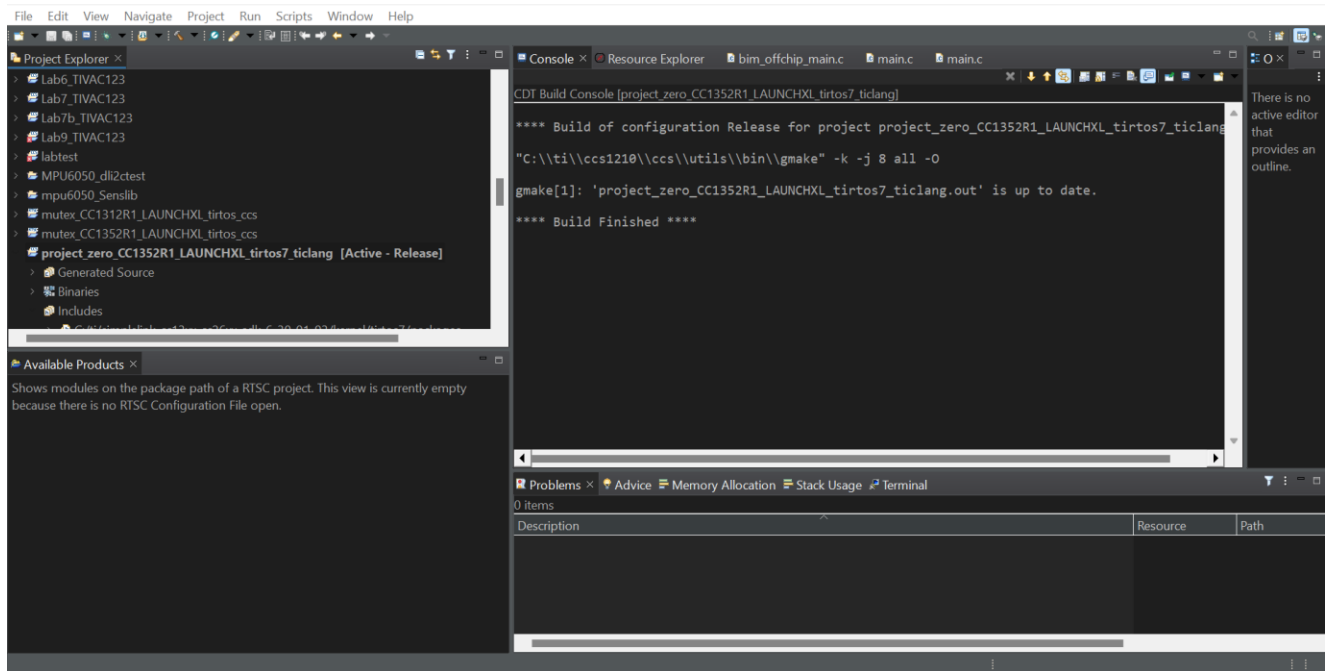 File Edit View Navigate Project Run Scripts Window Help
Project Explorer
Lab6_TIVAC123
Lab7_TIVAC123
Lab7b_TIVAC123
Lab9_TIVAC123
labtest
MPU6050_dli2ctest
mpu6050_Senslib
mutex_CC1312R1_LAUNCHXL_tirtos_ccs
mutex_CC1352R1_LAUNCHXL_tirtos_ccs
project_zero_CC1352R1_LAUNCHXL_tirtos7_ticlang [Active - Release]
Generated Source
Binaries
Includes
Available Products
Shows modules on the package path of a RTSC project. This view is currently empty
because there is no RTSC Configuration File open.
Console Resource Explorer bim_offchip_main.c main.c main.c
CDT Build Console [project_zero_CC1352R1_LAUNCHXL_tirtos7_ticlang]
**** Build of configuration Release for project project_zero_CC1352R1_LAUNCHXL_tirtos7_ticlang
"C:\\ti\\ccs1210\\ccs\\utils\\bin\\gmake" -k -j 8 all -O
gmake[1]: 'project_zero_CC1352R1_LAUNCHXL_tirtos7_ticlang.out' is up to date.
**** Build Finished ****
O
There is no
active editor
that
provides an
outline.
Problems Advice Memory Allocation Stack Usage Terminal
0 items
Description Resource Path